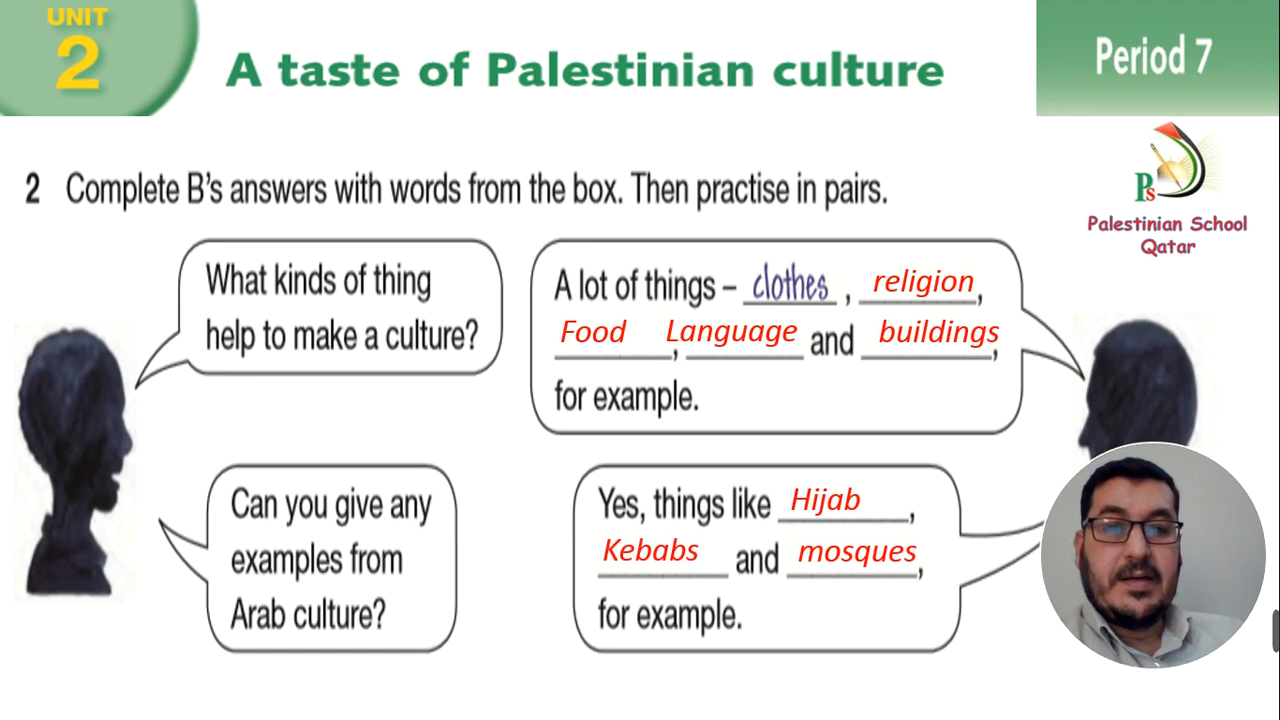 UNIT
2
A taste of Palestinian culture
Period 7
Ps
Palestinian School
Qatar
2 Complete B's answers with words from the box. Then practise in pairs.
What kinds of thing
help to make a culture?
A lot of things – clothes , religion,
Food, Language and buildings,
for example.
Can you give any
examples from
Arab culture?
Yes, things like Hijab,
Kebabs and mosques,
for example.